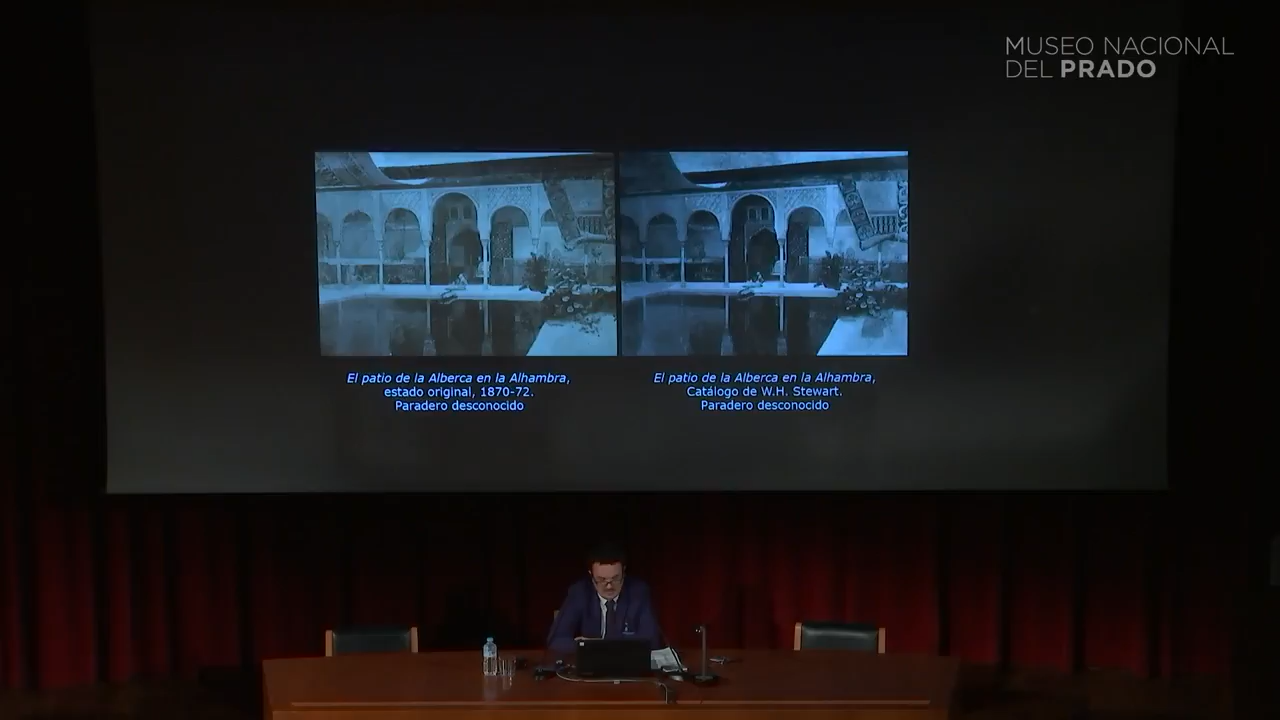 MUSEO NACIONAL
DEL PRADO
El patio de la Alberca en la Alhambra,
estado original, 1870-72.
Paradero desconocido
El patio de la Alberca en la Alhambra,
Catálogo de W.H. Stewart.
Paradero desconocido